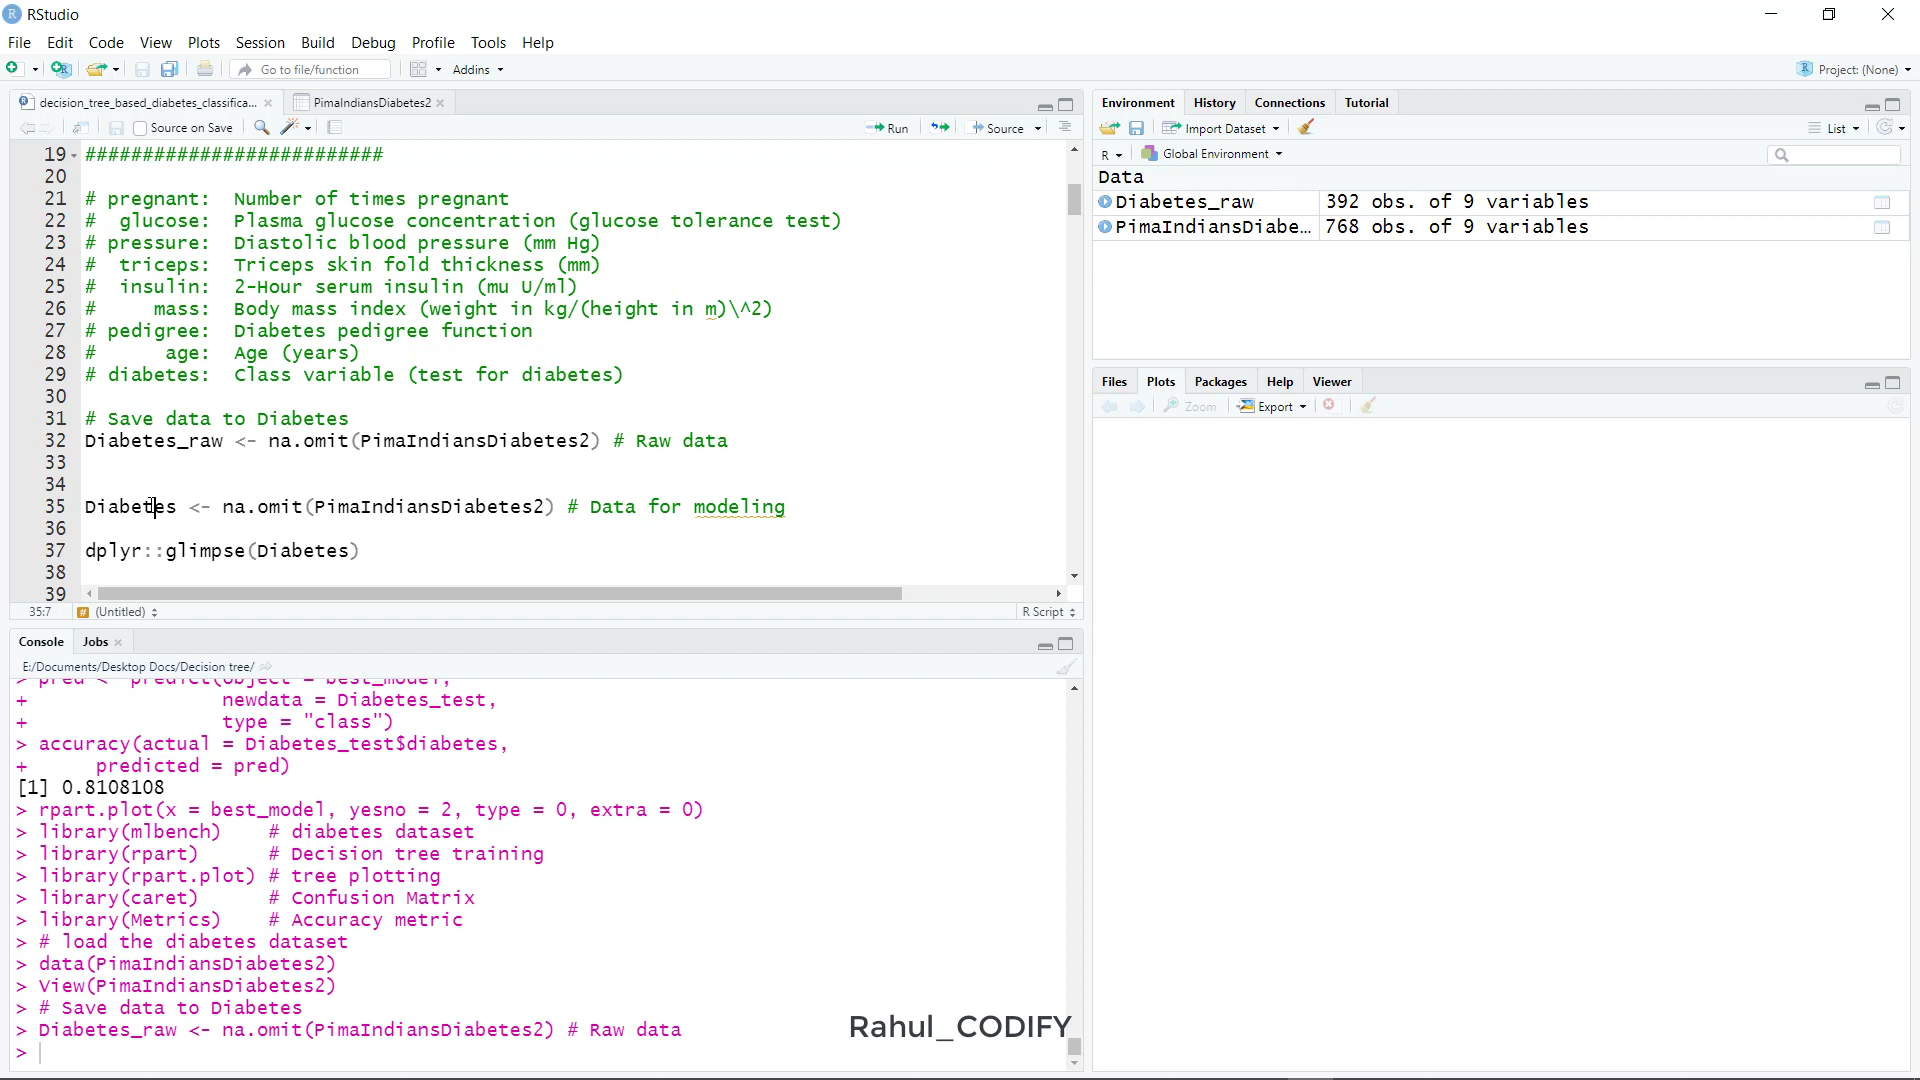 RStudio
File Edit Code View Plots Session Build Debug Profile Tools Help
Go to file/function Addins Project: (None)
decision_tree_based_diabetes_classifica... PimaIndiansDiabetes2
Source on Save Run Source
19 ##########################
20
21 # pregnant:  Number of times pregnant
22 #  glucose:  Plasma glucose concentration (glucose tolerance test)
23 # pressure:  Diastolic blood pressure (mm Hg)
24 #  triceps:  Triceps skin fold thickness (mm)
25 #  insulin:  2-Hour serum insulin (mu U/ml)
26 #     mass:  Body mass index (weight in kg/(height in m)\^2)
27 # pedigree:  Diabetes pedigree function
28 #      age:  Age (years)
29 # diabetes:  Class variable (test for diabetes)
30
31 # Save data to Diabetes
32 Diabetes_raw <- na.omit(PimaIndiansDiabetes2) # Raw data
33
34
35 Diabetes <- na.omit(PimaIndiansDiabetes2) # Data for modeling
36
37 dplyr::glimpse(Diabetes)
38
39
35:7 # (Untitled) R Script
Console Jobs
E:/Documents/Desktop Docs/Decision tree/
> pred <- predict(object = best_model,
+                 newdata = Diabetes_test,
+                 type = "class")
> accuracy(actual = Diabetes_test$diabetes,
+      predicted = pred)
[1] 0.8108108
> rpart.plot(x = best_model, yesno = 2, type = 0, extra = 0)
> library(mlbench)    # diabetes dataset
> library(rpart)      # Decision tree training
> library(rpart.plot) # tree plotting
> library(caret)      # Confusion Matrix
> library(Metrics)    # Accuracy metric
> # load the diabetes dataset
> data(PimaIndiansDiabetes2)
> View(PimaIndiansDiabetes2)
> # Save data to Diabetes
> Diabetes_raw <- na.omit(PimaIndiansDiabetes2) # Raw data
>
Rahul_CODIFY
Environment History Connections Tutorial
Import Dataset List
R Global Environment
Data
Diabetes_raw 392 obs. of 9 variables
PimaIndiansDiabe... 768 obs. of 9 variables
Files Plots Packages Help Viewer
Zoom Export